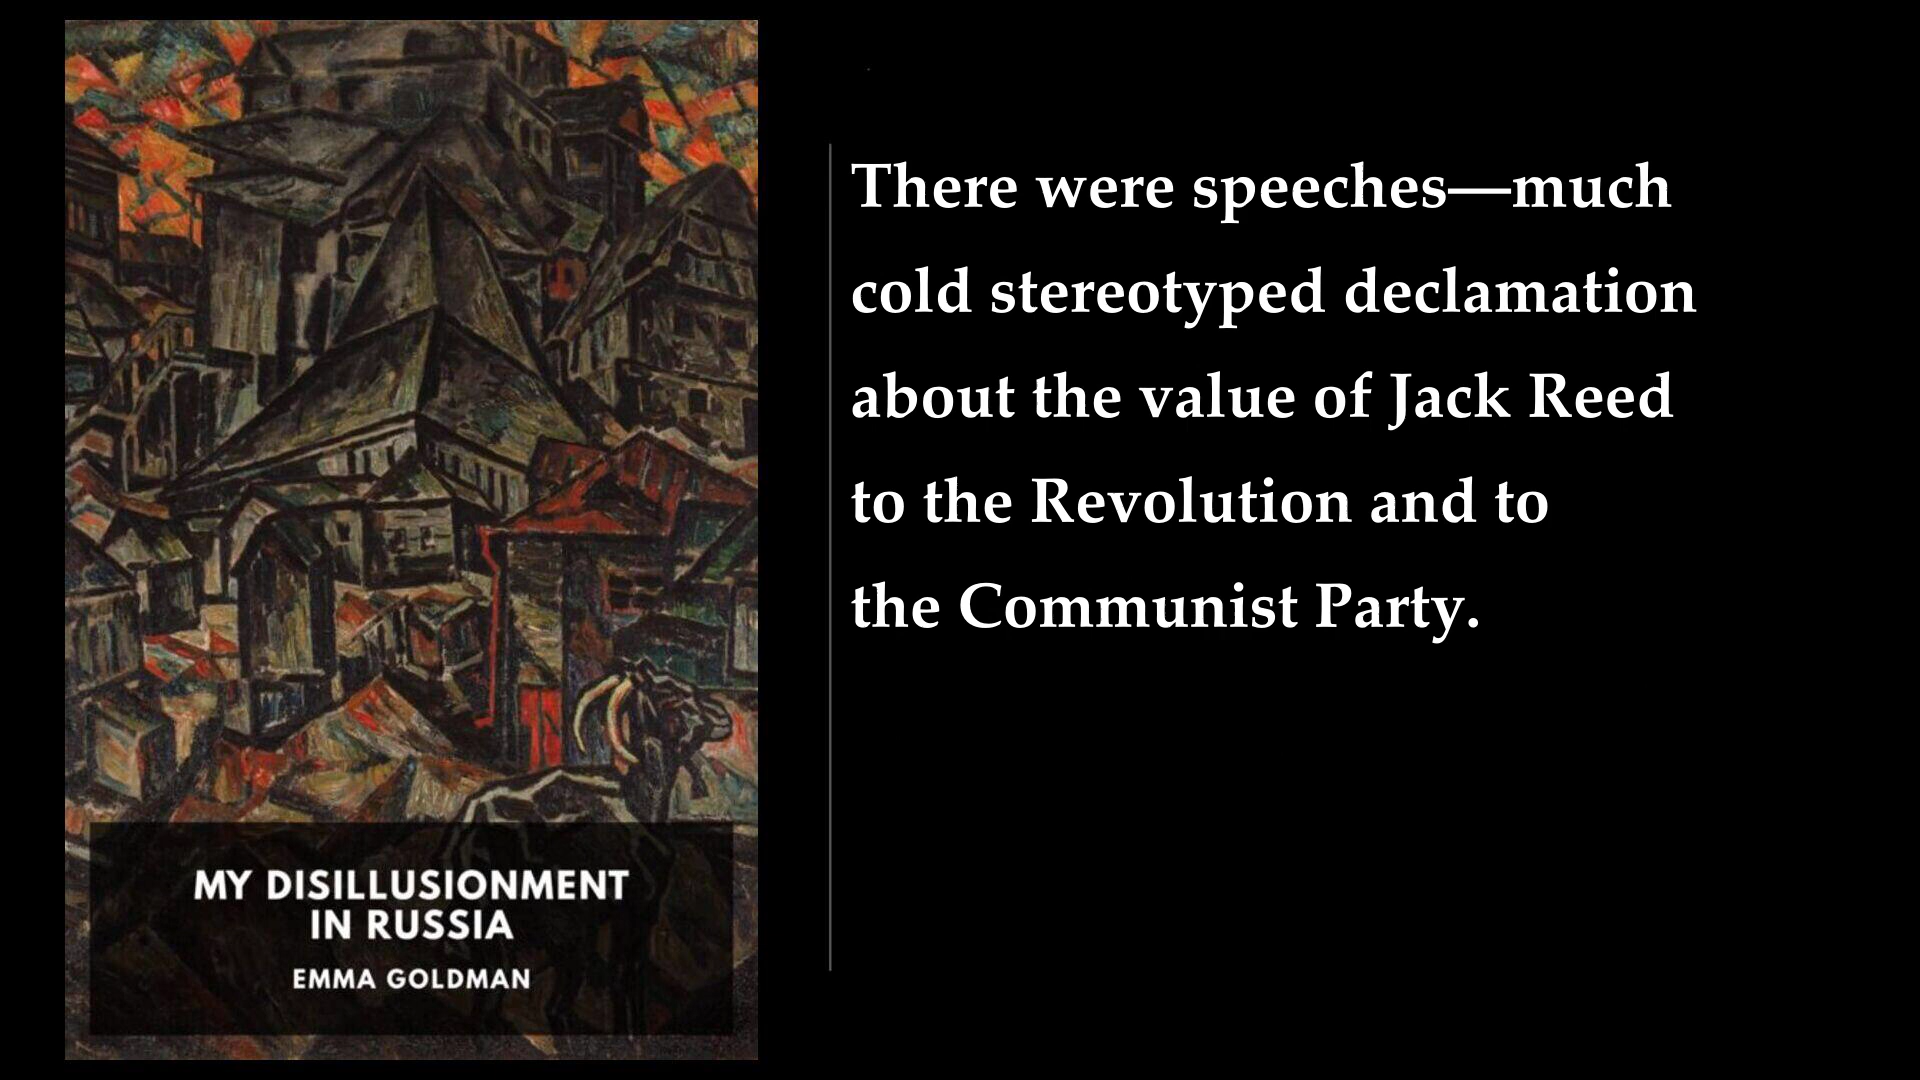 MY DISILLUSIONMENT
IN RUSSIA
EMMA GOLDMAN
There were speeches—much
cold stereotyped declamation
about the value of Jack Reed
to the Revolution and to
the Communist Party.